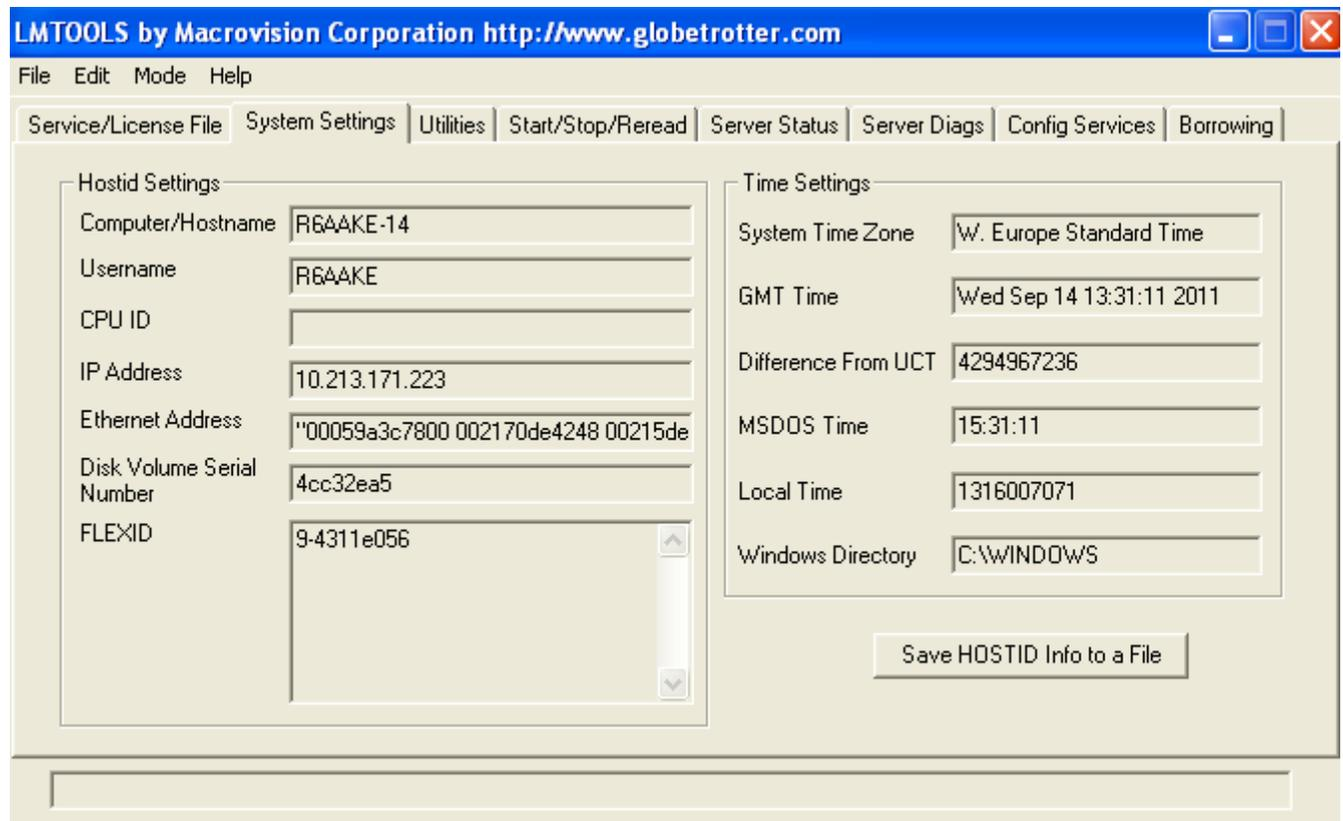 LMTOOLS by Macrovision Corporation http://www.globetrotter.com
File Edit Mode Help
Service/License File System Settings Utilities Start/Stop/Reread Server Status Server Diags Config Services Borrowing
Hostid Settings
Computer/Hostname R6AAKE-14
Username R6AAKE
CPU ID
IP Address 10.213.171.223
Ethernet Address "00059a3c7800 002170de4248 00215de
Disk Volume Serial
Number 4cc32ea5
FLEXID 9-4311e056
Time Settings
System Time Zone W. Europe Standard Time
GMT Time Wed Sep 14 13:31:11 2011
Difference From UCT 4294967236
MSDOS Time 15:31:11
Local Time 1316007071
Windows Directory C:\WINDOWS
Save HOSTID Info to a File